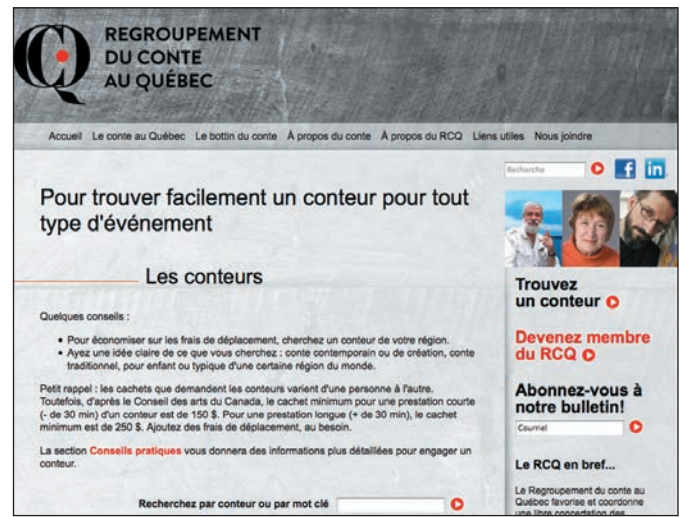 REGROUPEMENT
DU CONTE
AU QUÉBEC
Accueil Le conte au Québec Le bottin du conte À propos du conte À propos du RCQ Liens utiles Nous joindre
Recherche
Pour trouver facilement un conteur pour tout
type d'événement
Les conteurs
Quelques conseils :
• Pour économiser sur les frais de déplacement, cherchez un conteur de votre région.
• Ayez une idée claire de ce que vous cherchez : conte contemporain ou de création, conte
traditionnel, pour enfant ou typique d'une certaine région du monde.
Petit rappel : les cachets que demandent les conteurs varient d'une personne à l'autre.
Toutefois, d'après le Conseil des arts du Canada, le cachet minimum pour une prestation courte
(- de 30 min) d'un conteur est de 150 $. Pour une prestation longue (+ de 30 min), le cachet
minimum est de 250 $. Ajoutez des frais de déplacement, au besoin.
La section Conseils pratiques vous donnera des informations plus détaillées pour engager un
conteur.
Recherchez par conteur ou par mot clé
Trouvez
un conteur
Devenez membre
du RCQ
Abonnez-vous à
notre bulletin!
Courriel
Le RCQ en bref...
Le Regroupement du conte au
Québec favorise et coordonne
une libre concertation des